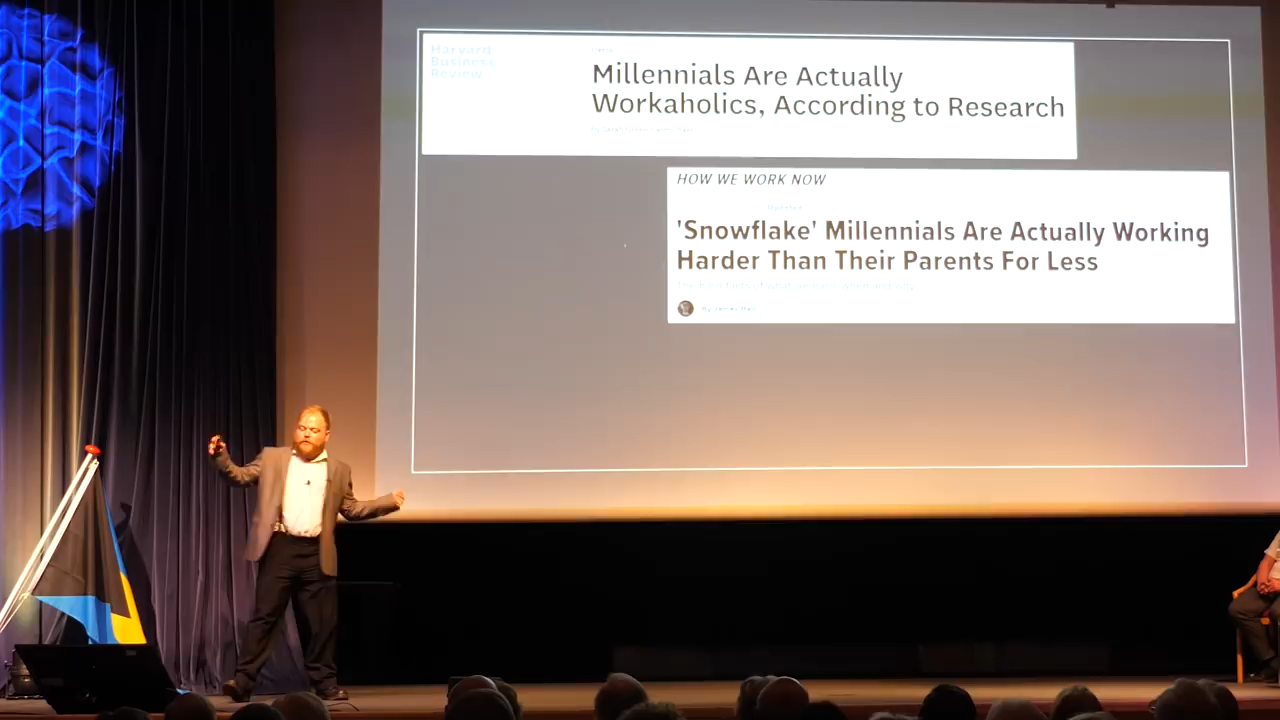 Harvard
Business
Review
Millennials Are Actually
Workaholics, According to Research
HOW WE WORK NOW
'Snowflake' Millennials Are Actually Working
Harder Than Their Parents For Less